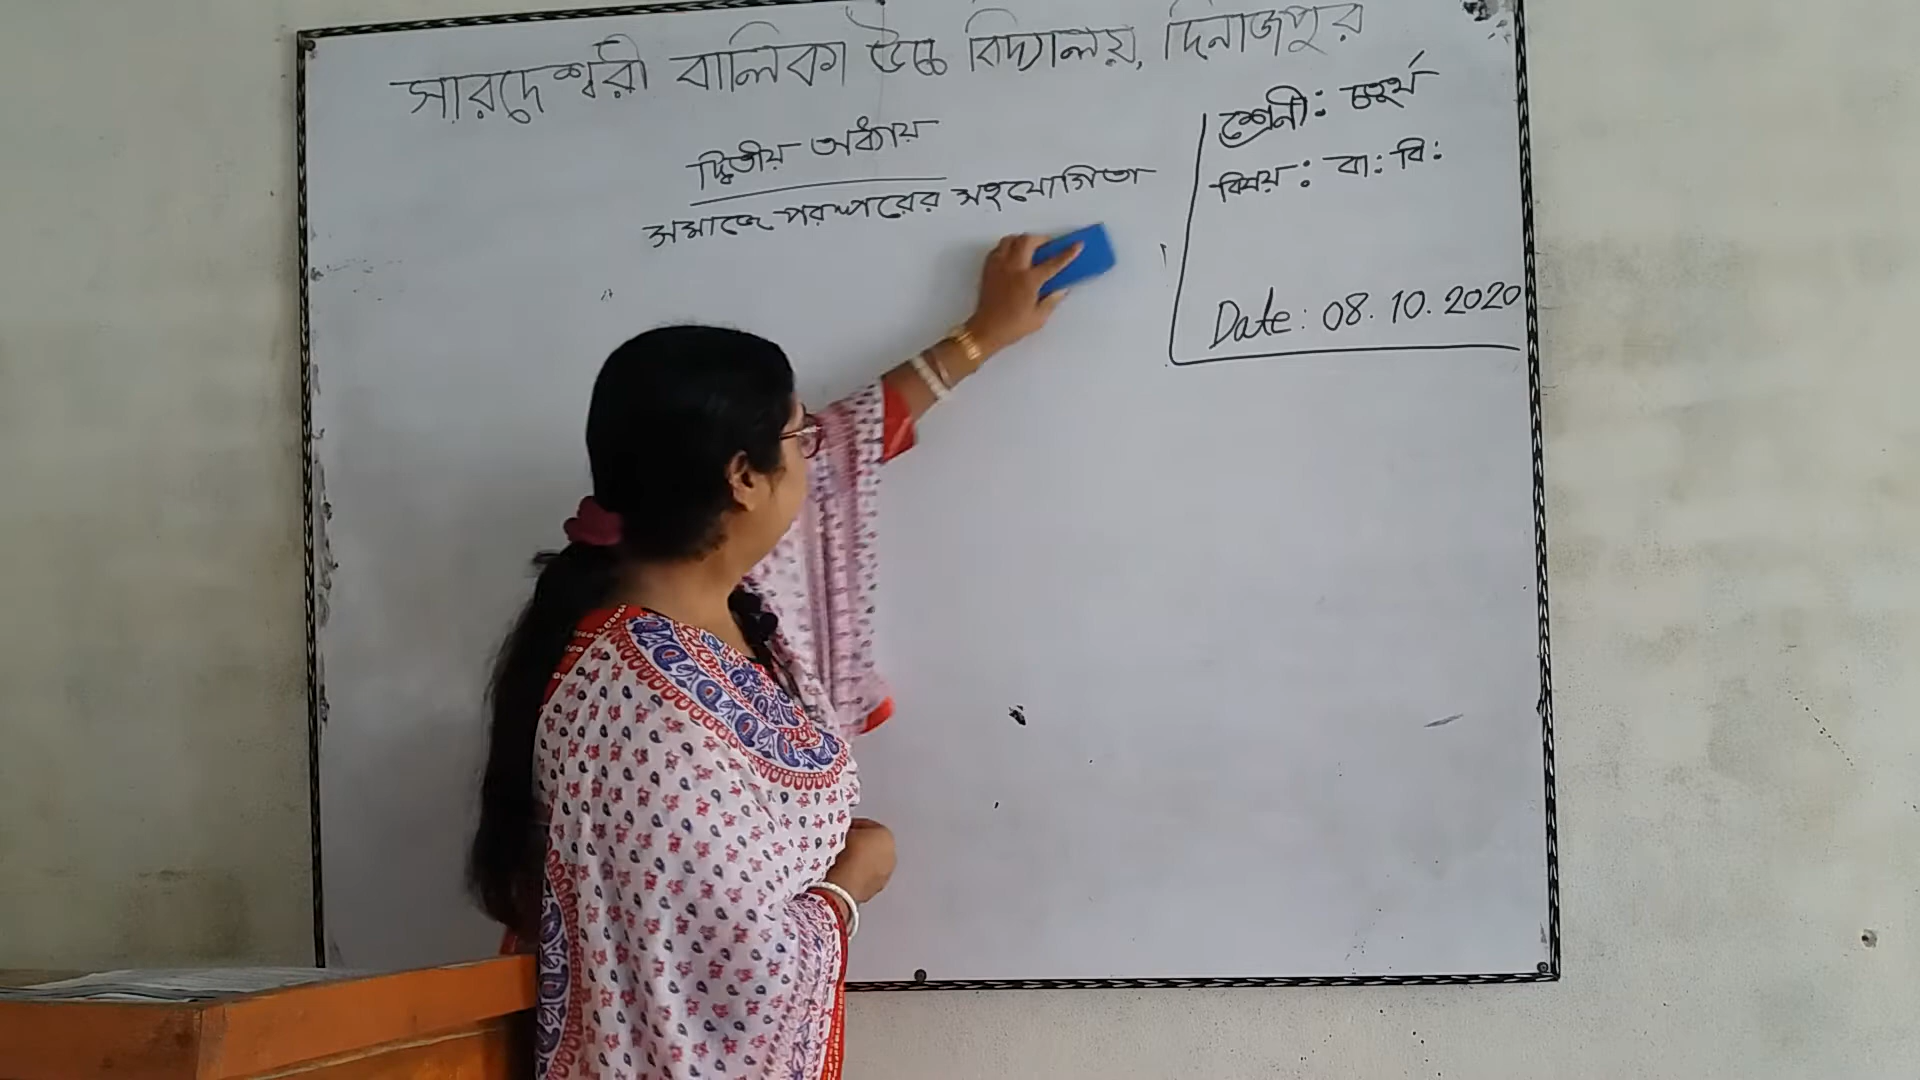 সারদেশ্বরী বালিকা উচ্চ বিদ্যালয়, দিনাজপুর
দ্বিতীয় অধ্যায়
সমাজে পরস্পরের সহযোগিতা
শ্রেনী: চতুর্থ
বিষয়: বা: বি:
Date: 08.10.2020